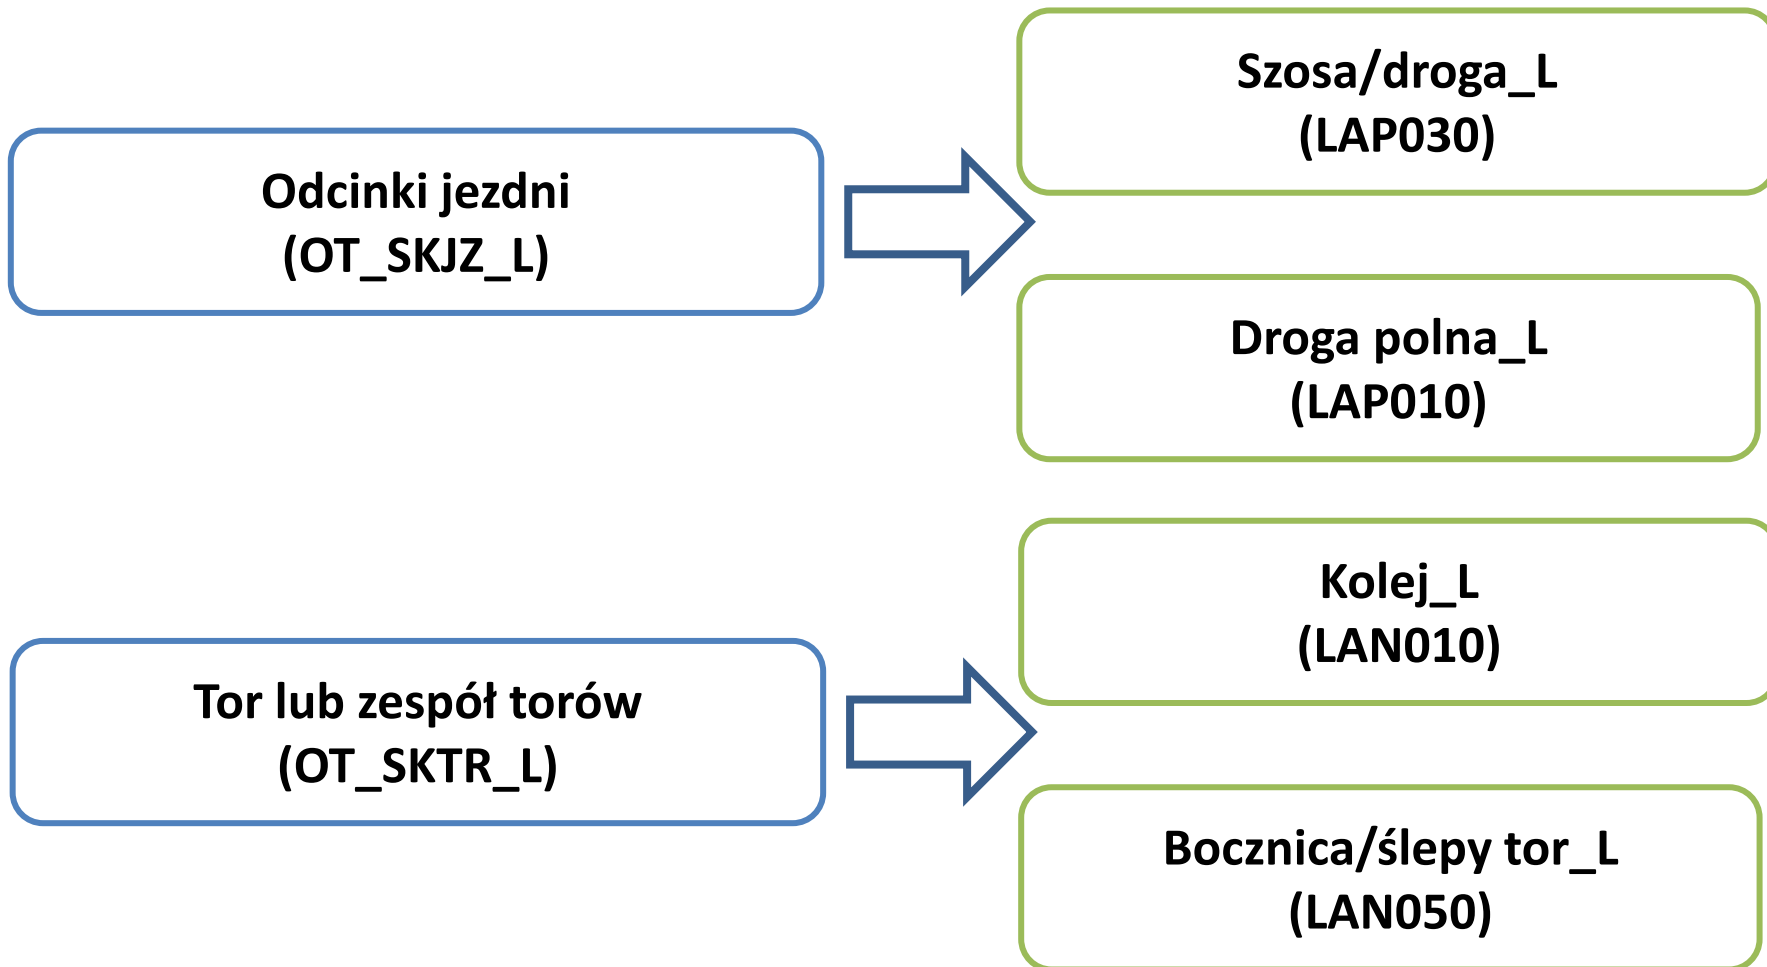 Odcinki jezdni
(OT_SKJZ_L)
Szosa/droga_L
(LAP030)
Droga polna_L
(LAP010)
Tor lub zespół torów
(OT_SKTR_L)
Kolej_L
(LAN010)
Bocznica/ślepy tor_L
(LAN050)